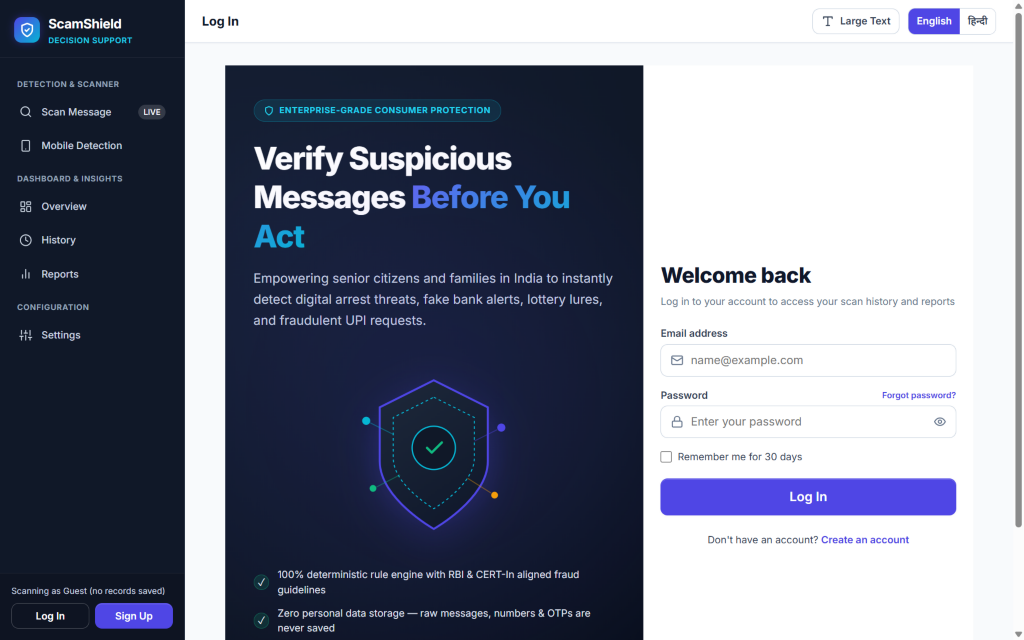 ScamShield
DECISION SUPPORT
DETECTION & SCANNER
Scan Message
LIVE
Mobile Detection
DASHBOARD & INSIGHTS
Overview
History
Reports
CONFIGURATION
Settings
Scanning as Guest (no records saved)
Log In
Sign Up
Log In
Large Text
English
हिन्दी
ENTERPRISE-GRADE CONSUMER PROTECTION
Verify Suspicious
Messages Before You
Act
Empowering senior citizens and families in India to instantly
detect digital arrest threats, fake bank alerts, lottery lures,
and fraudulent UPI requests.
100% deterministic rule engine with RBI & CERT-In aligned fraud
guidelines
Zero personal data storage — raw messages, numbers & OTPs are
never saved
Welcome back
Log in to your account to access your scan history and reports
Email address
name@example.com
Password
Forgot password?
Enter your password
Remember me for 30 days
Log In
Don't have an account? Create an account